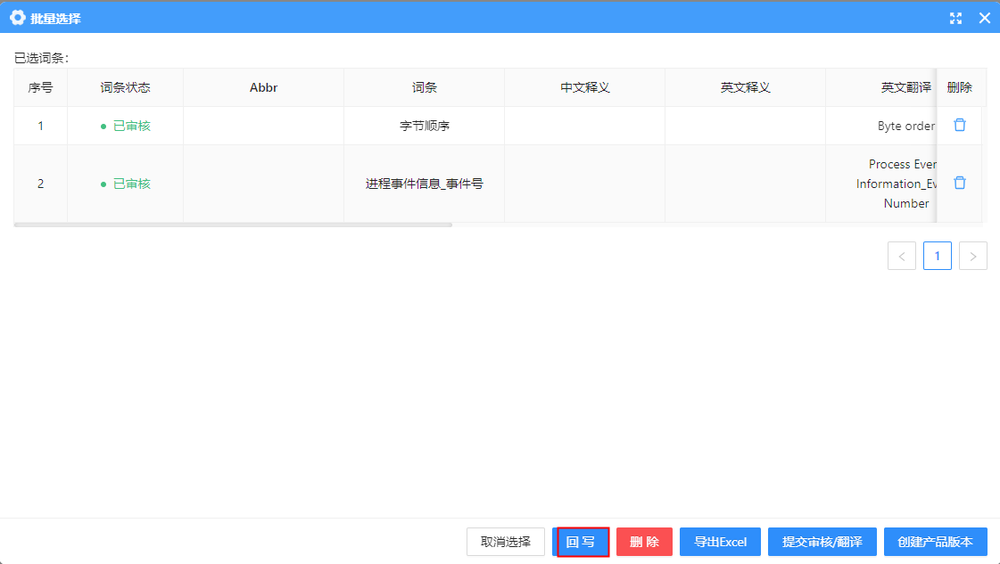 批量选择
已选词条：
序号 词条状态 Abbr 词条 中文释义 英文释义 英文翻译 删除
1 已审核 字节顺序 Byte order
2 已审核 进程事件信息_事件号 Process Even
Information_Ev
Number
1
取消选择 回 写 删 除 导出Excel 提交审核/翻译 创建产品版本